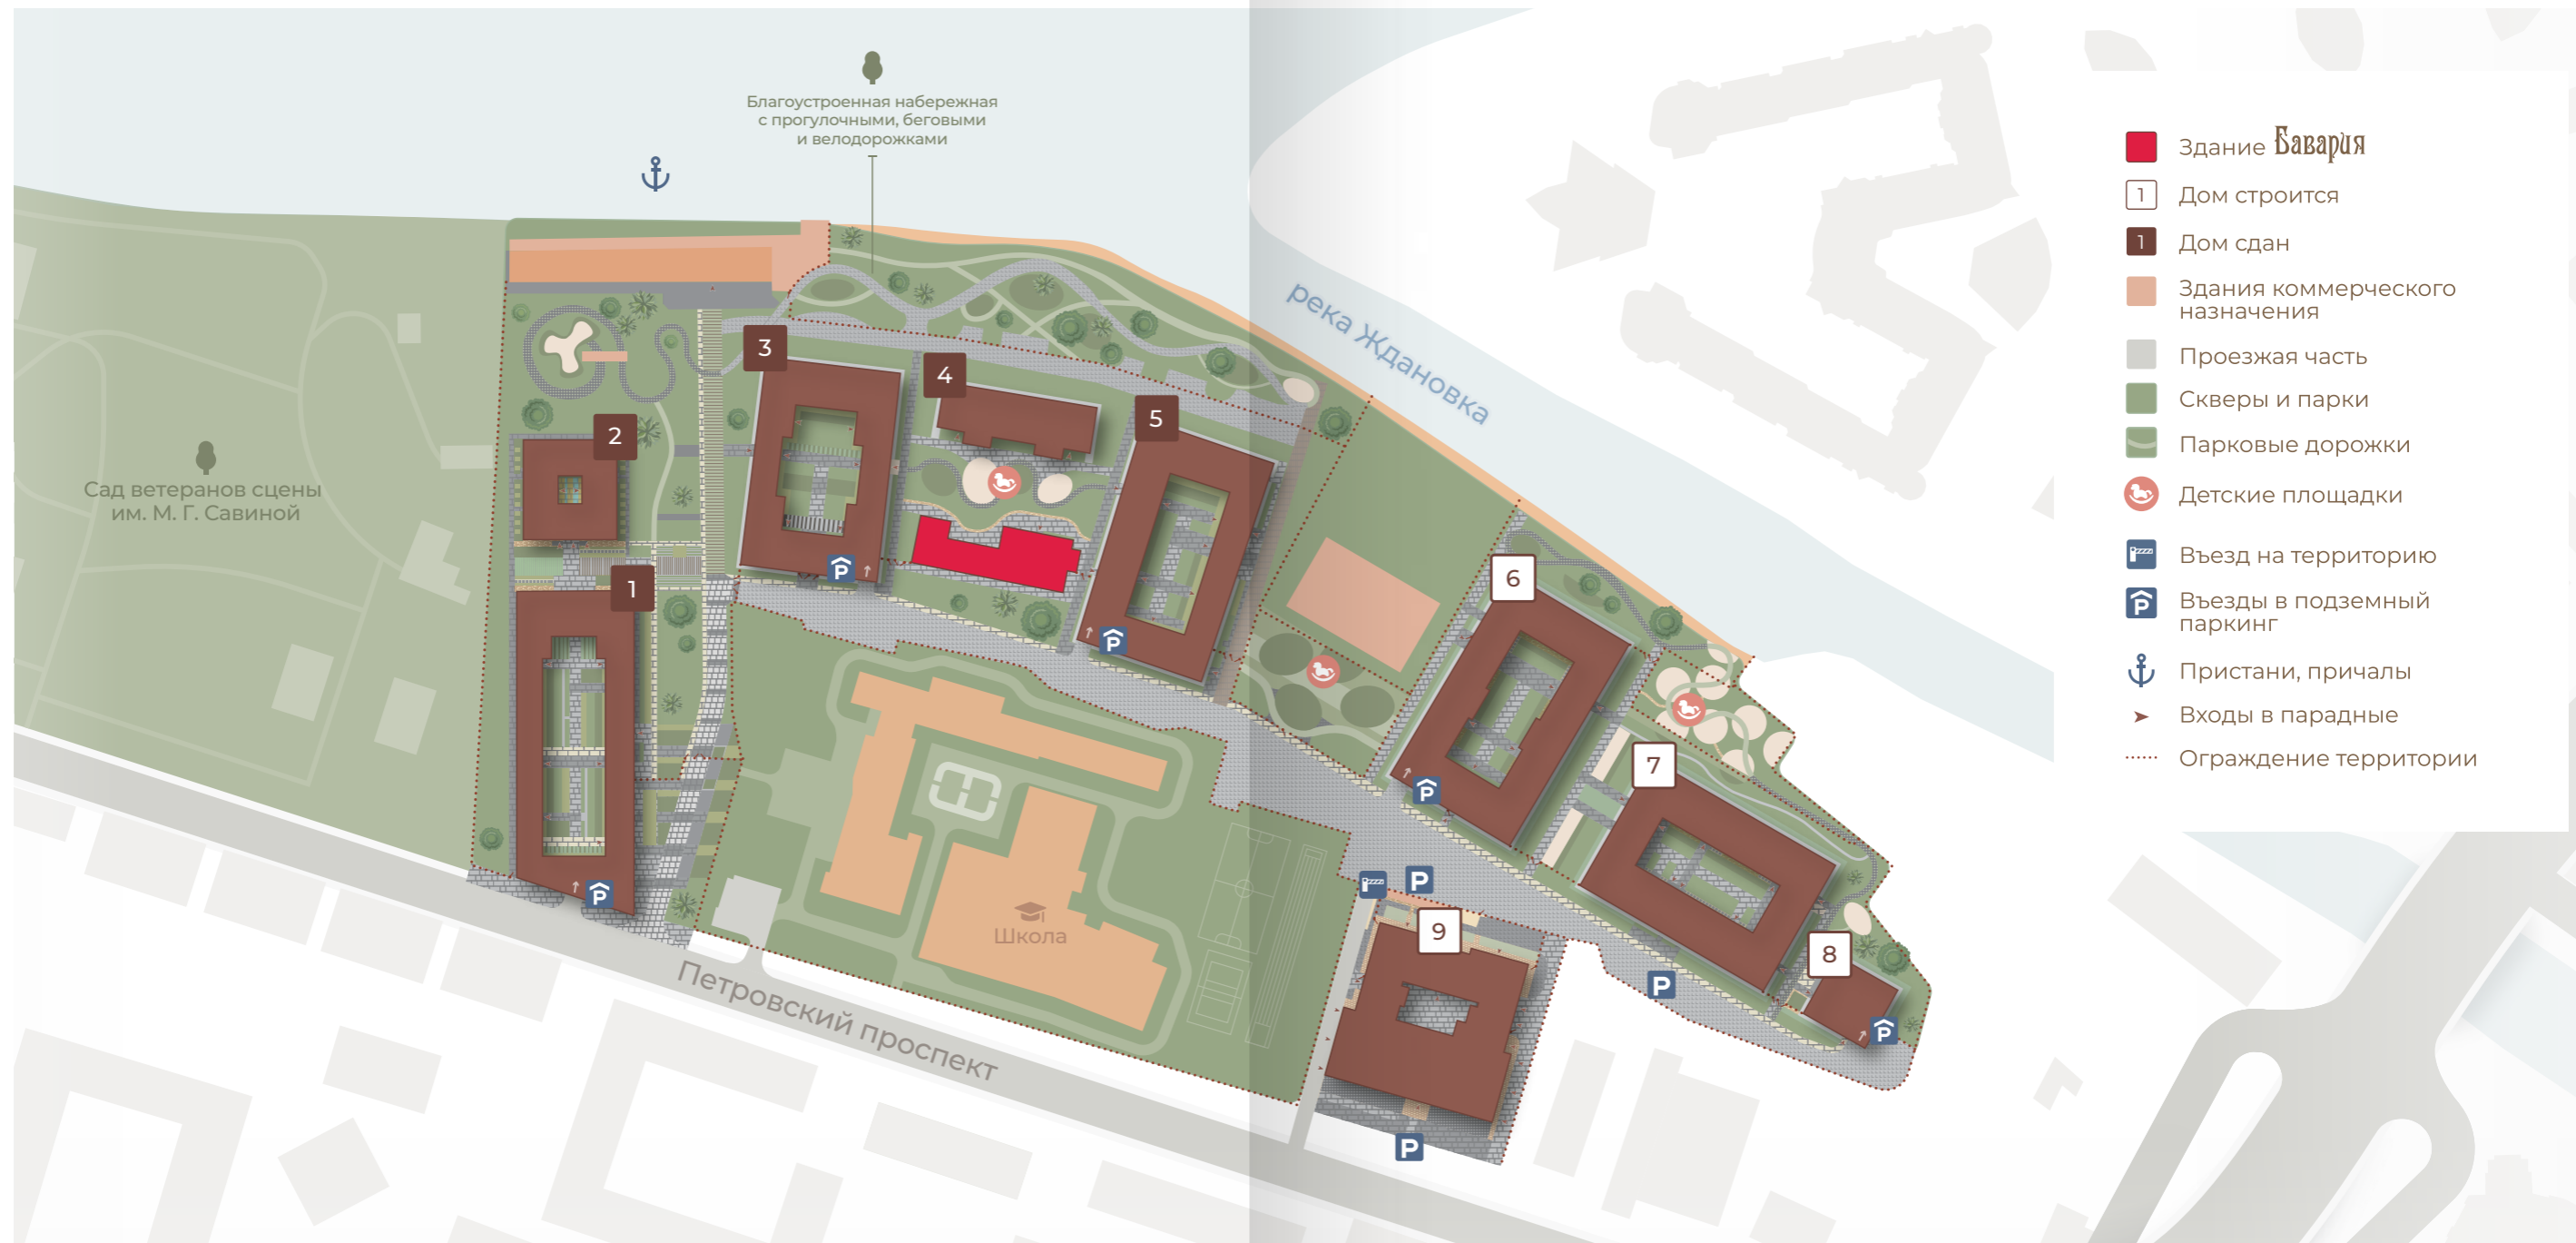 Благоустроенная набережная
с прогулочными, беговыми
и велодорожками
Сад ветеранов сцены
им. М. Г. Савиной
река Ждановка
3
4
5
2
1
6
7
8
9
P
P
P
P
P
P
P
P
Школа
Петровский проспект
Здание Бавария
1 Дом строится
1 Дом сдан
Здания коммерческого
назначения
Проезжая часть
Скверы и парки
Парковые дорожки
Детские площадки
Въезд на территорию
P Въезды в подземный
паркинг
Пристани, причалы
Входы в парадные
Ограждение территории